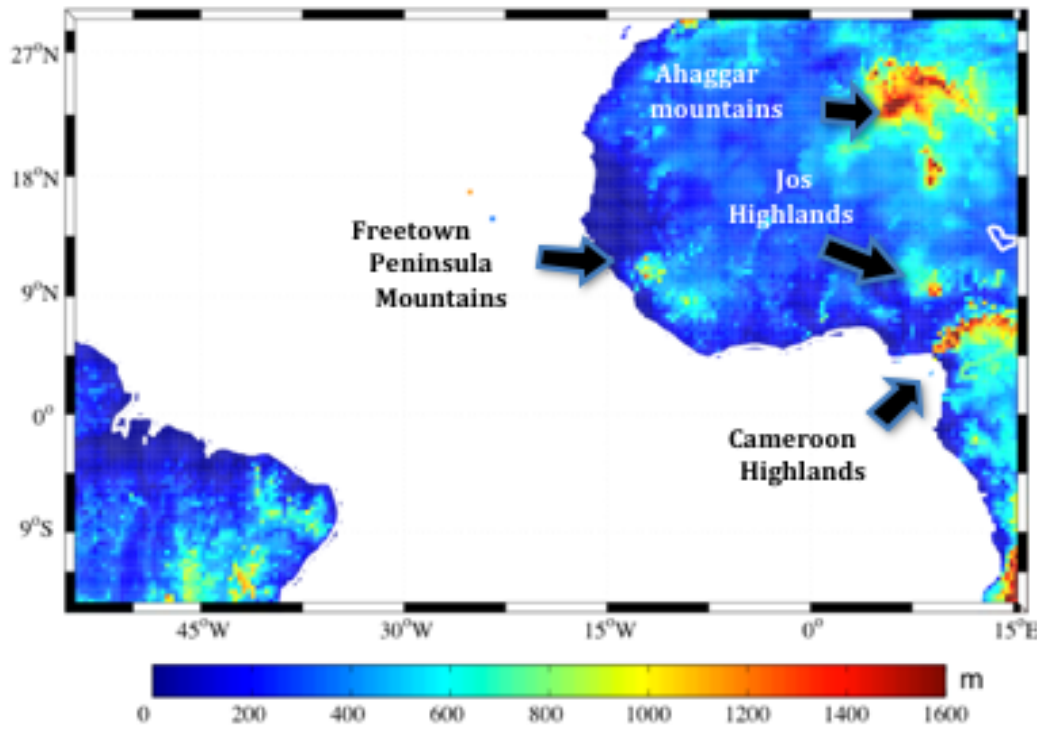 27°N
Ahaggar
mountains
18°N
Jos
Highlands
Freetown
Peninsula
Mountains
9°N
0°
Cameroon
Highlands
9°S
45°W 30°W 15°W 0° 15°E
m
0 200 400 600 800 1000 1200 1400 1600